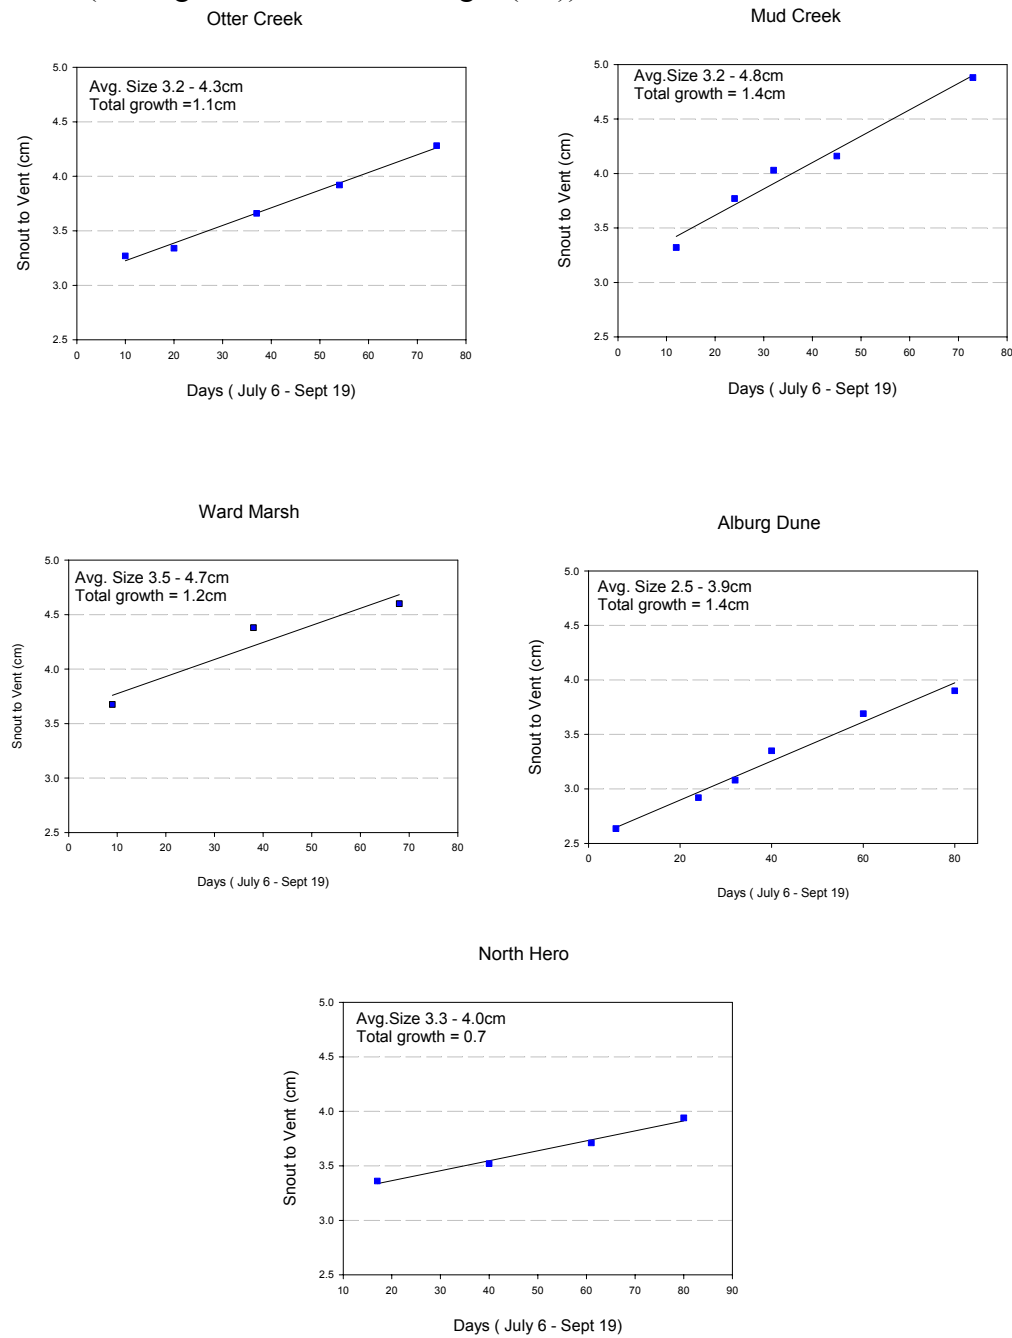 Otter Creek
Avg. Size 3.2 - 4.3cm
Total growth =1.1cm
Snout to Vent (cm)
5.0
4.5
4.0
3.5
3.0
2.5
0 10 20 30 40 50 60 70 80
Days ( July 6 - Sept 19)
Mud Creek
Avg.Size 3.2 - 4.8cm
Total growth = 1.4cm
Snout to Vent (cm)
5.0
4.5
4.0
3.5
3.0
2.5
0 10 20 30 40 50 60 70 80
Days ( July 6 - Sept 19)
Ward Marsh
Avg. Size 3.5 - 4.7cm
Total growth = 1.2cm
Snout to Vent (cm)
5.0
4.5
4.0
3.5
3.0
2.5
0 10 20 30 40 50 60 70 80
Days ( July 6 - Sept 19)
Alburg Dune
Avg. Size 2.5 - 3.9cm
Total growth = 1.4cm
Snout to Vent (cm)
5.0
4.5
4.0
3.5
3.0
2.5
0 20 40 60 80
Days ( July 6 - Sept 19)
North Hero
Avg.Size 3.3 - 4.0cm
Total growth = 0.7
Snout to Vent (cm)
5.0
4.5
4.0
3.5
3.0
2.5
10 20 30 40 50 60 70 80 90
Days ( July 6 - Sept 19)